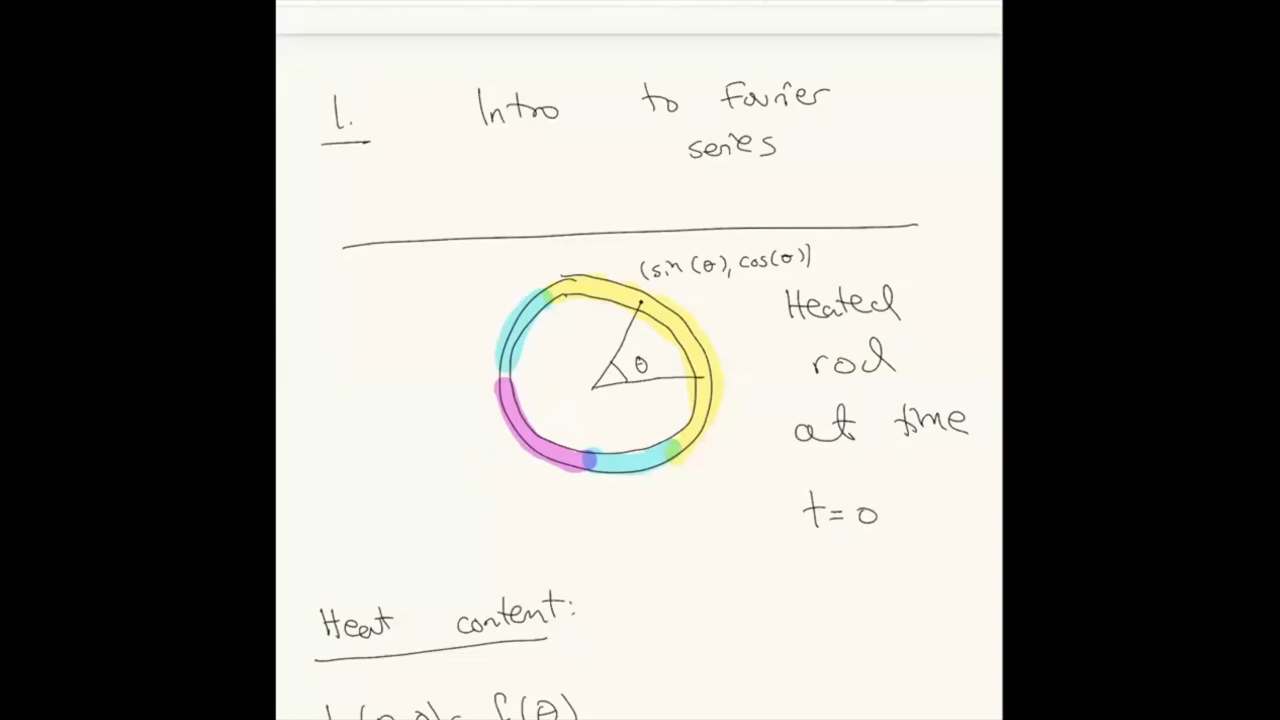 1. Intro to Fourier
series
(sin(θ), cos(θ))
Heated
rod
θ
at time
t=0
Heat content:
f(θ)